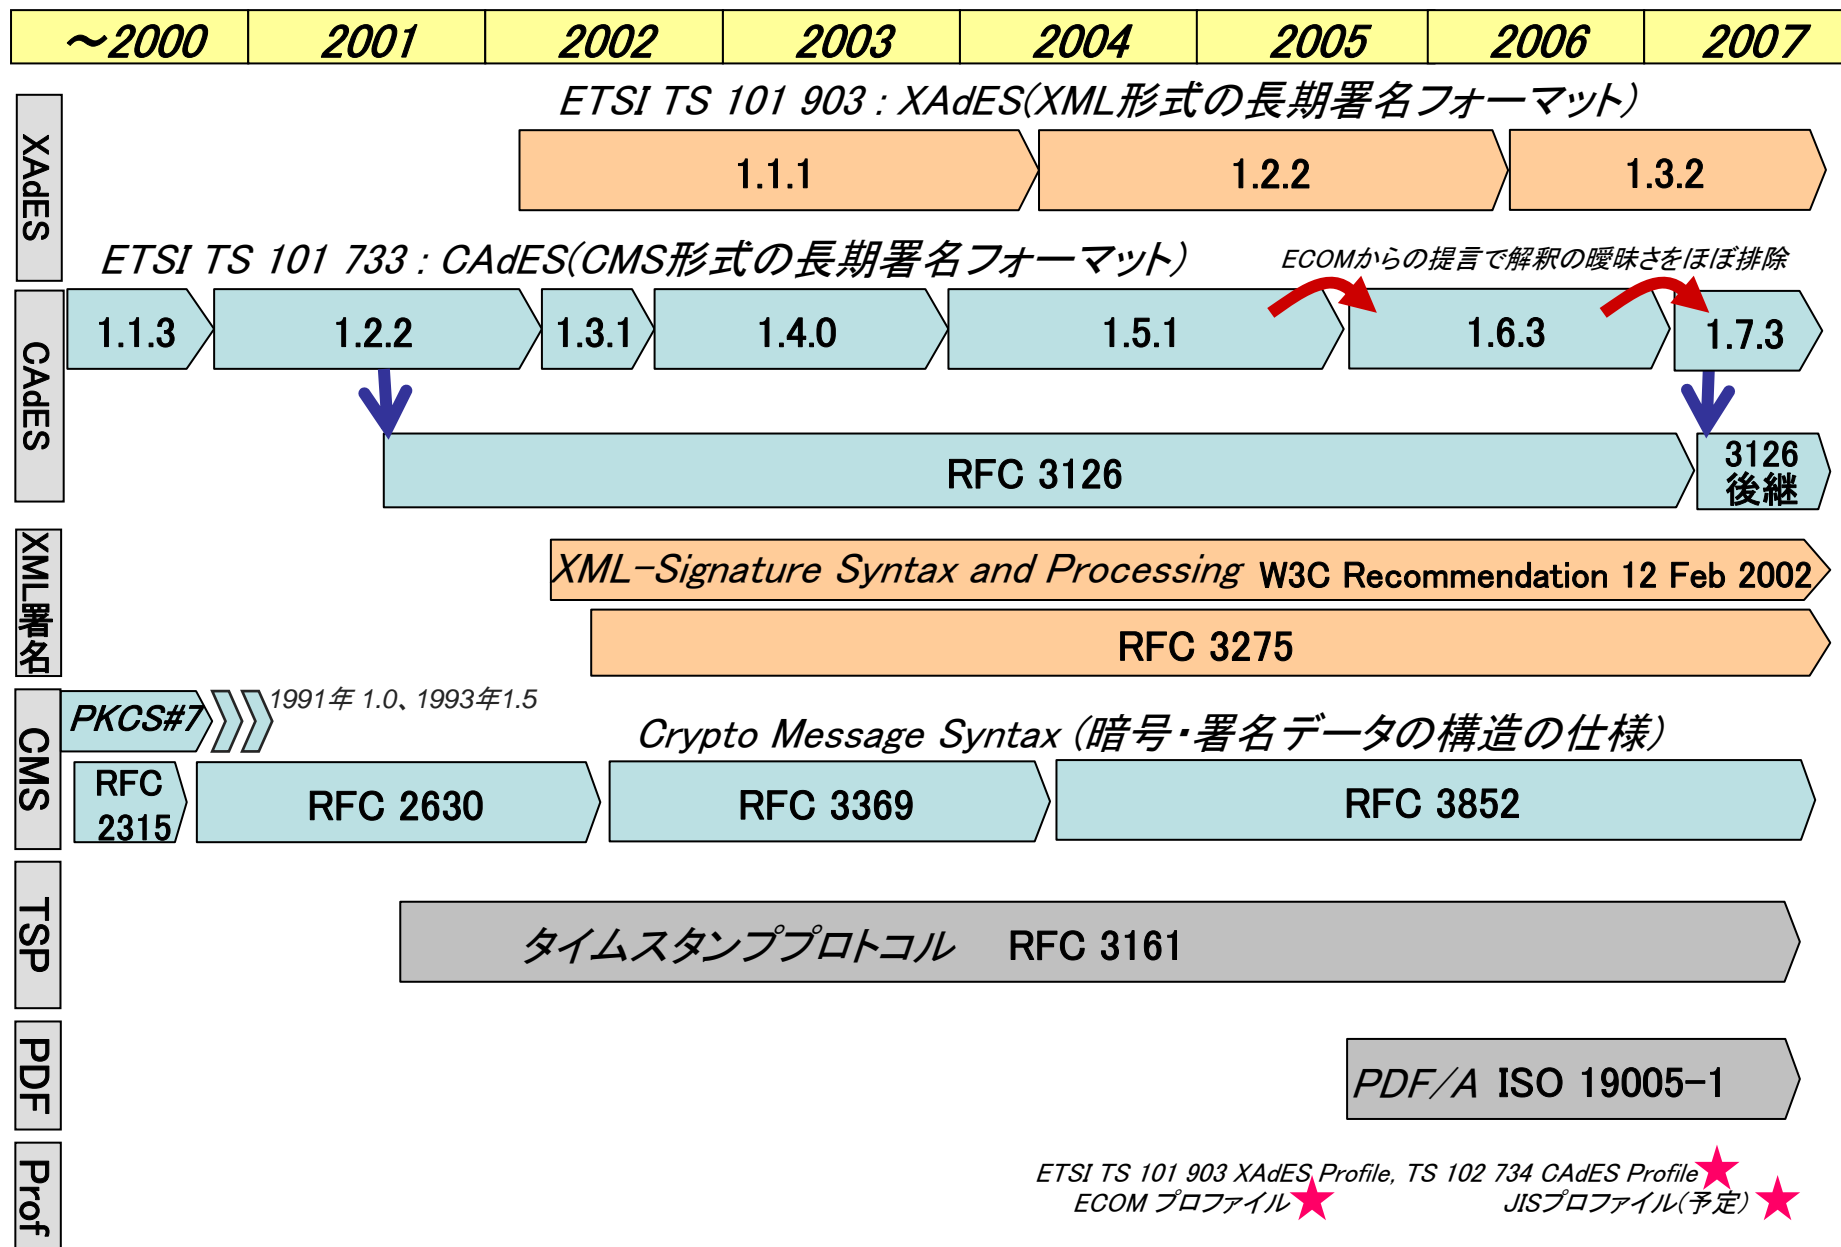 ～2000 2001 2002 2003 2004 2005 2006 2007
XAdES
ETSI TS 101 903 : XAdES(XML形式の長期署名フォーマット)
1.1.1 1.2.2 1.3.2
ETSI TS 101 733 : CAdES(CMS形式の長期署名フォーマット)
ECOMからの提言で解釈の曖昧さをほぼ排除
CAdES
1.1.3 1.2.2 1.3.1 1.4.0 1.5.1 1.6.3 1.7.3
RFC 3126
3126
後継
XML署名
XML-Signature Syntax and Processing W3C Recommendation 12 Feb 2002
RFC 3275
CMS
PKCS#7
1991年 1.0、1993年1.5
Crypto Message Syntax (暗号・署名データの構造の仕様)
RFC
2315
RFC 2630 RFC 3369 RFC 3852
TSP
タイムスタンププロトコル RFC 3161
PDF
PDF/A ISO 19005-1
Prof
ETSI TS 101 903 XAdES Profile, TS 102 734 CAdES Profile
ECOM プロファイル
JISプロファイル(予定)